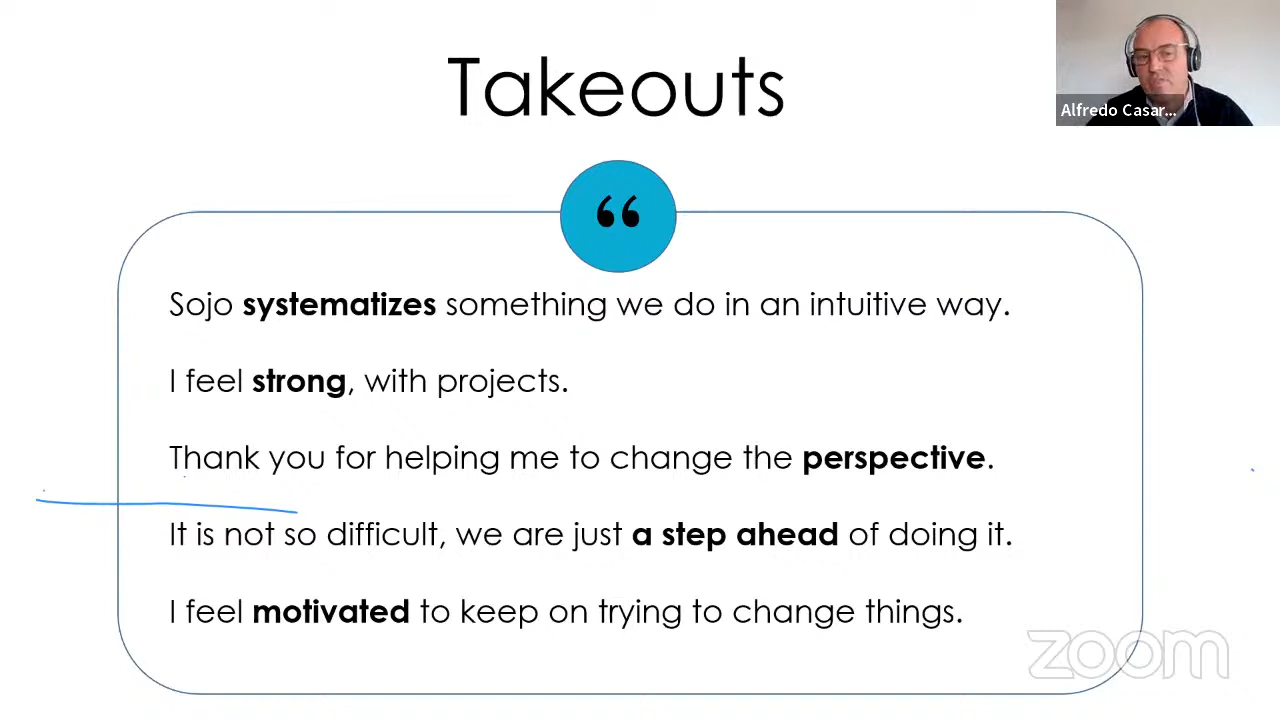 Takeouts
Alfredo Casar...
“
Sojo systematizes something we do in an intuitive way.
I feel strong, with projects.
Thank you for helping me to change the perspective.
It is not so difficult, we are just a step ahead of doing it.
I feel motivated to keep on trying to change things.
zoom